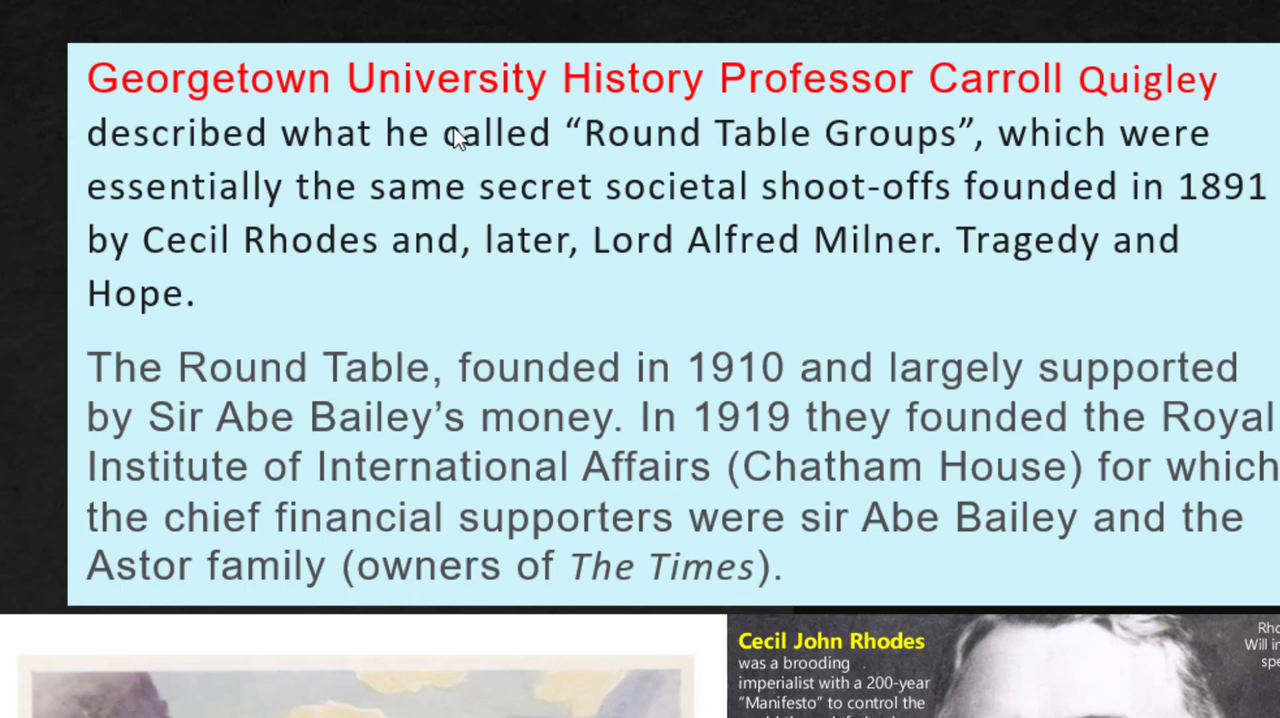 Georgetown University History Professor Carroll Quigley
described what he called “Round Table Groups”, which were
essentially the same secret societal shoot-offs founded in 1891
by Cecil Rhodes and, later, Lord Alfred Milner. Tragedy and
Hope.
The Round Table, founded in 1910 and largely supported
by Sir Abe Bailey’s money. In 1919 they founded the Royal
Institute of International Affairs (Chatham House) for which
the chief financial supporters were sir Abe Bailey and the
Astor family (owners of The Times).
Cecil John Rhodes
was a brooding
imperialist with a 200-year
“Manifesto” to control the
Will in